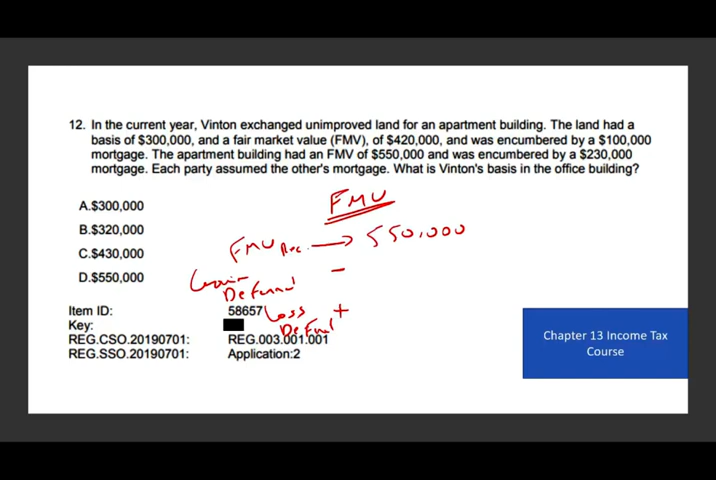 12. In the current year, Vinton exchanged unimproved land for an apartment building. The land had a
basis of $300,000, and a fair market value (FMV), of $420,000, and was encumbered by a $100,000
mortgage. The apartment building had an FMV of $550,000 and was encumbered by a $230,000
mortgage. Each party assumed the other's mortgage. What is Vinton's basis in the office building?
FMV
A.$300,000
B.$320,000
FMV Rec. → 550,000
C.$430,000
D.$550,000
Gain Deferred -
Item ID: 58657
Loss Deferred +
Key:
REG.CSO.20190701: REG.003.001.001
REG.SSO.20190701: Application:2
Chapter 13 Income Tax
Course